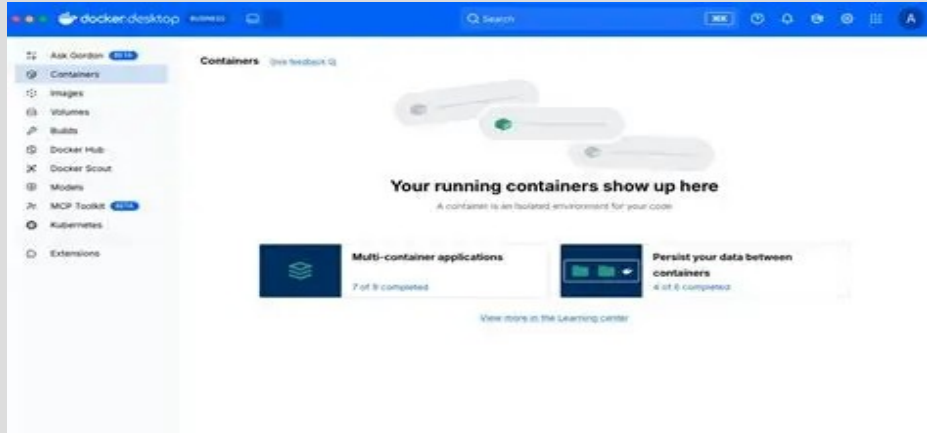 docker desktop BUSINESS
Search
⌘K
A
Ask Gordon BETA
Containers
Images
Volumes
Builds
Docker Hub
Docker Scout
Models
MCP Toolkit BETA
Kubernetes
Extensions
Containers Give feedback
Your running containers show up here
A container is an isolated environment for your code
Multi-container applications
7 of 9 completed
Persist your data between
containers
4 of 6 completed
View more in the Learning center